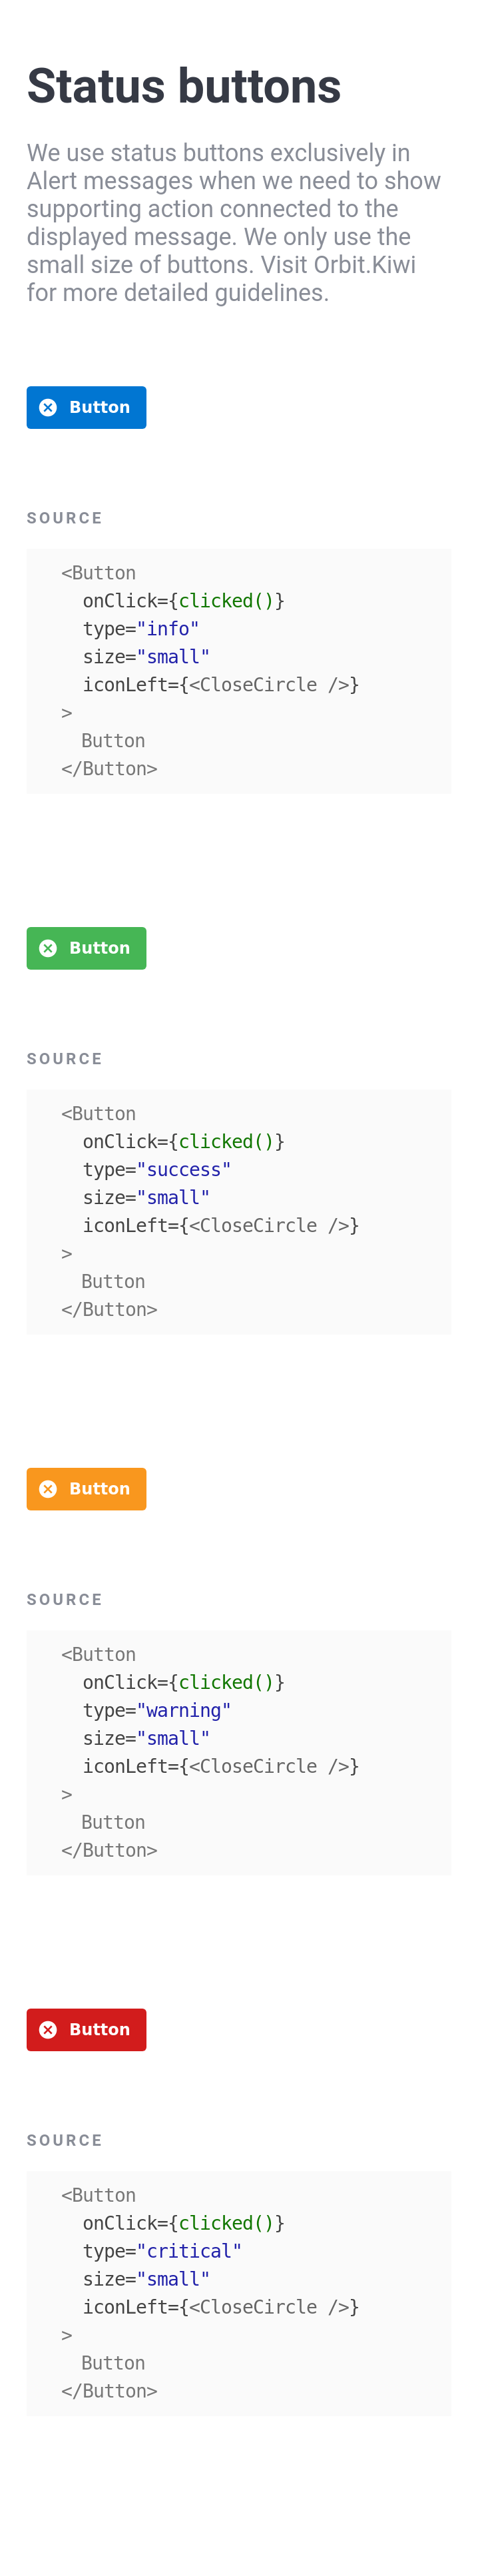 Status buttons
We use status buttons exclusively in
Alert messages when we need to show
supporting action connected to the
displayed message. We only use the
small size of buttons. Visit Orbit.Kiwi
for more detailed guidelines.
Button
SOURCE
<Button
onClick={clicked()}
type="info"
size="small"
iconLeft={<CloseCircle />}
>
Button
</Button>
Button
SOURCE
<Button
onClick={clicked()}
type="success"
size="small"
iconLeft={<CloseCircle />}
>
Button
</Button>
Button
SOURCE
<Button
onClick={clicked()}
type="warning"
size="small"
iconLeft={<CloseCircle />}
>
Button
</Button>
Button
SOURCE
<Button
onClick={clicked()}
type="critical"
size="small"
iconLeft={<CloseCircle />}
>
Button
</Button>